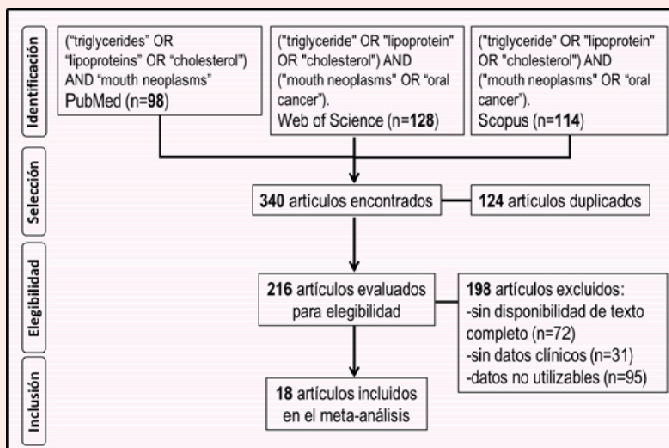 Identificación
("triglycerides" OR
"lipoproteins" OR "cholesterol")
AND "mouth neoplasms"
PubMed (n=98)
("triglyceride" OR "lipoprotein"
OR "cholesterol") AND
("mouth neoplasms" OR "oral
cancer").
Web of Science (n=128)
("triglyceride" OR "lipoprotein"
OR "cholesterol") AND
("mouth neoplasms" OR "oral
cancer").
Scopus (n=114)
Selección
340 artículos encontrados
124 artículos duplicados
Elegibilidad
216 artículos evaluados
para elegibilidad
198 artículos excluidos:
-sin disponibilidad de texto
completo (n=72)
-sin datos clínicos (n=31)
-datos no utilizables (n=95)
Inclusión
18 artículos incluidos
en el meta-análisis